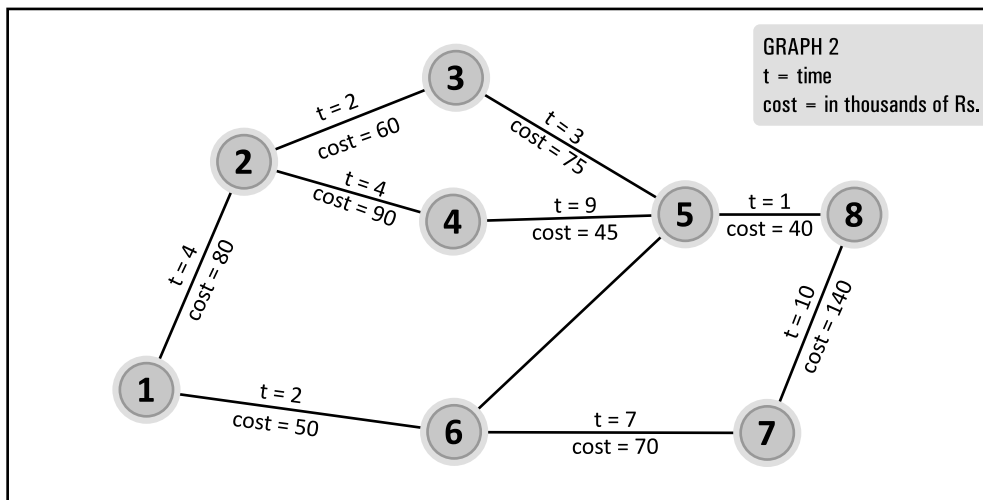 GRAPH 2
t = time
cost = in thousands of Rs.
3
t = 2
cost = 60
t = 3
cost = 75
2
t = 4
cost = 90
4
t = 9
cost = 45
5
t = 1
cost = 40
8
t = 4
cost = 80
t = 10
cost = 140
1
t = 2
cost = 50
6
t = 7
cost = 70
7